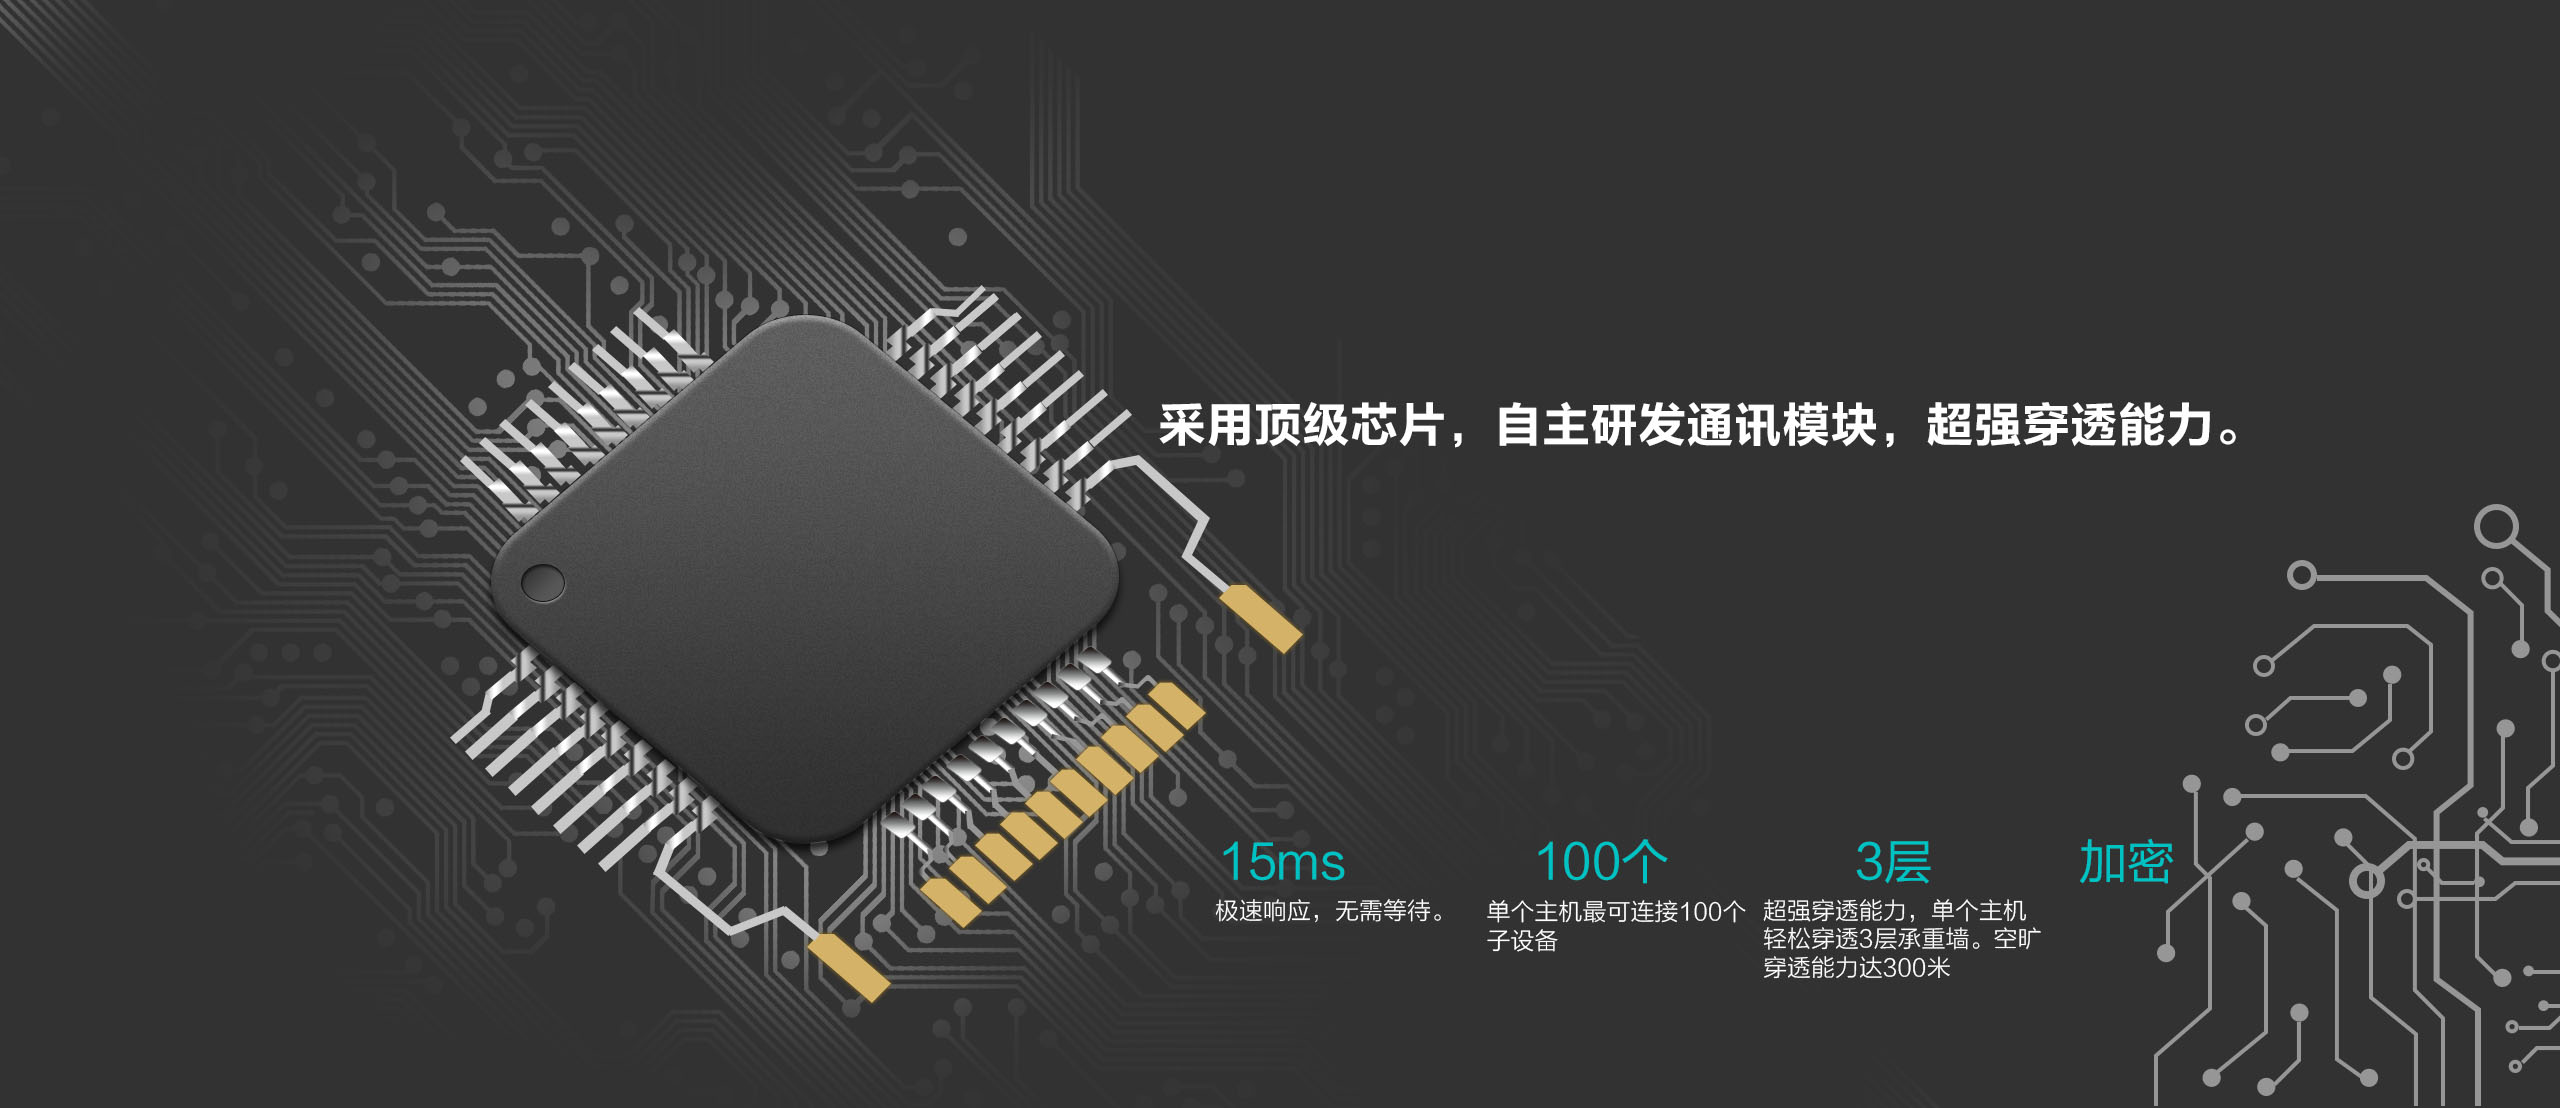 采用顶级芯片，自主研发通讯模块，超强穿透能力。
15ms
极速响应，无需等待。
100个
单个主机最可连接100个
子设备
3层
超强穿透能力，单个主机
轻松穿透3层承重墙。空旷
穿透能力达300米
加密